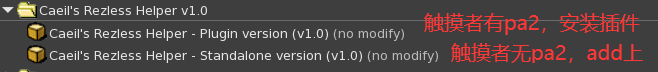 Caeil's Rezless Helper v1.0
触摸者有pa2，安装插件
Caeil's Rezless Helper - Plugin version (v1.0) (no modify)
触摸者无pa2，add上
Caeil's Rezless Helper - Standalone version (v1.0) (no modify)